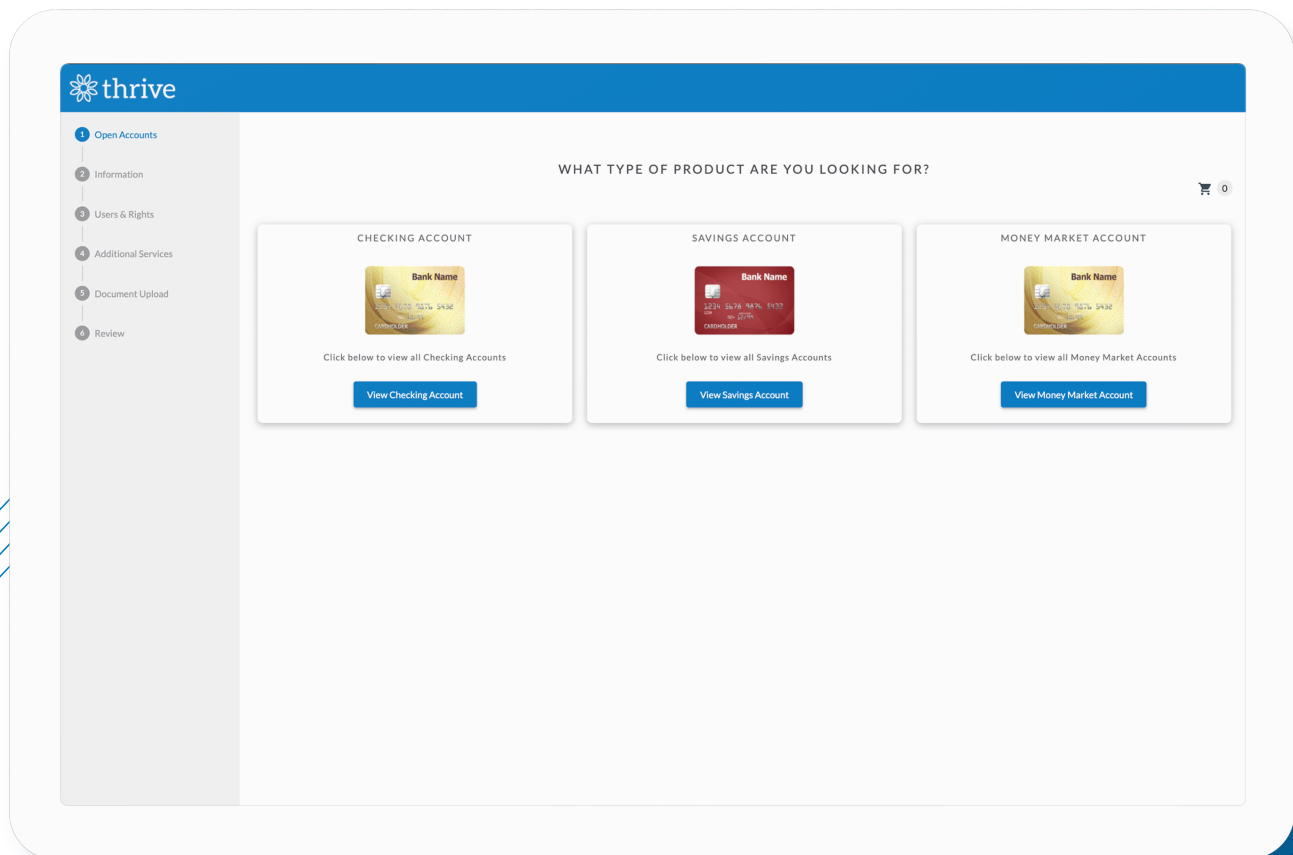 thrive
1 Open Accounts
2 Information
3 Users & Rights
4 Additional Services
5 Document Upload
6 Review
WHAT TYPE OF PRODUCT ARE YOU LOOKING FOR?
0
CHECKING ACCOUNT
Bank Name
5432
CARDHOLDER
Click below to view all Checking Accounts
View Checking Account
SAVINGS ACCOUNT
Bank Name
1234 5678 9876 5432
12/99
CARDHOLDER
Click below to view all Savings Accounts
View Savings Account
MONEY MARKET ACCOUNT
Bank Name
5432
CARDHOLDER
Click below to view all Money Market Accounts
View Money Market Account